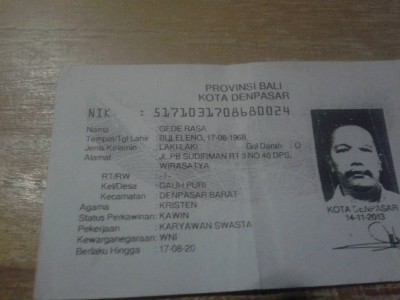 PROVINSI BALI
KOTA DENPASAR
NIK : 5171031708680024
Nama : GEDE RASA
Tempat/Tgl Lahir : BULELENG, 17-08-1968
Jenis Kelamin : LAKI-LAKI Gol Darah : O
Alamat : JL.PB SUDIRMAN RT 9 NO 40 DPS,
WIRASATYA
RT/RW : -/-
Kel/Desa : DAUH PURI
Kecamatan : DENPASAR BARAT
Agama : KRISTEN
Status Perkawinan : KAWIN
Pekerjaan : KARYAWAN SWASTA
Kewarganegaraan : WNI
Berlaku Hingga : 17-08-20
KOTA DENPASAR
14-11-2013